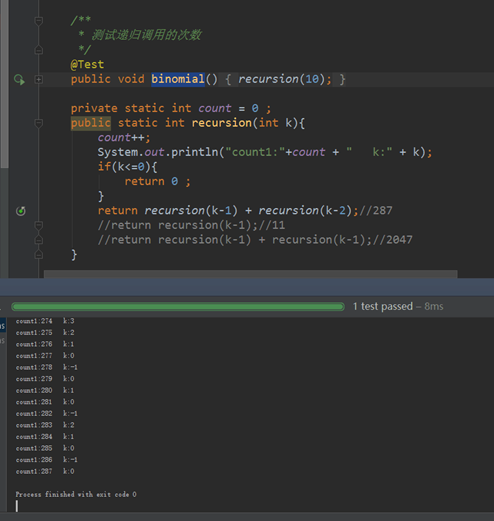 /**
* 测试递归调用的次数
*/
@Test
public void binomial() { recursion(10); }
private static int count = 0 ;
public static int recursion(int k){
count++;
System.out.println("count1:"+count + "   k:" + k);
if(k<=0){
return 0 ;
}
return recursion(k-1) + recursion(k-2);//287
//return recursion(k-1);//11
//return recursion(k-1) + recursion(k-1);//2047
}
1 test passed – 8ms
count1:274   k:3
count1:275   k:2
count1:276   k:1
count1:277   k:0
count1:278   k:-1
count1:279   k:0
count1:280   k:1
count1:281   k:0
count1:282   k:-1
count1:283   k:2
count1:284   k:1
count1:285   k:0
count1:286   k:-1
count1:287   k:0
Process finished with exit code 0